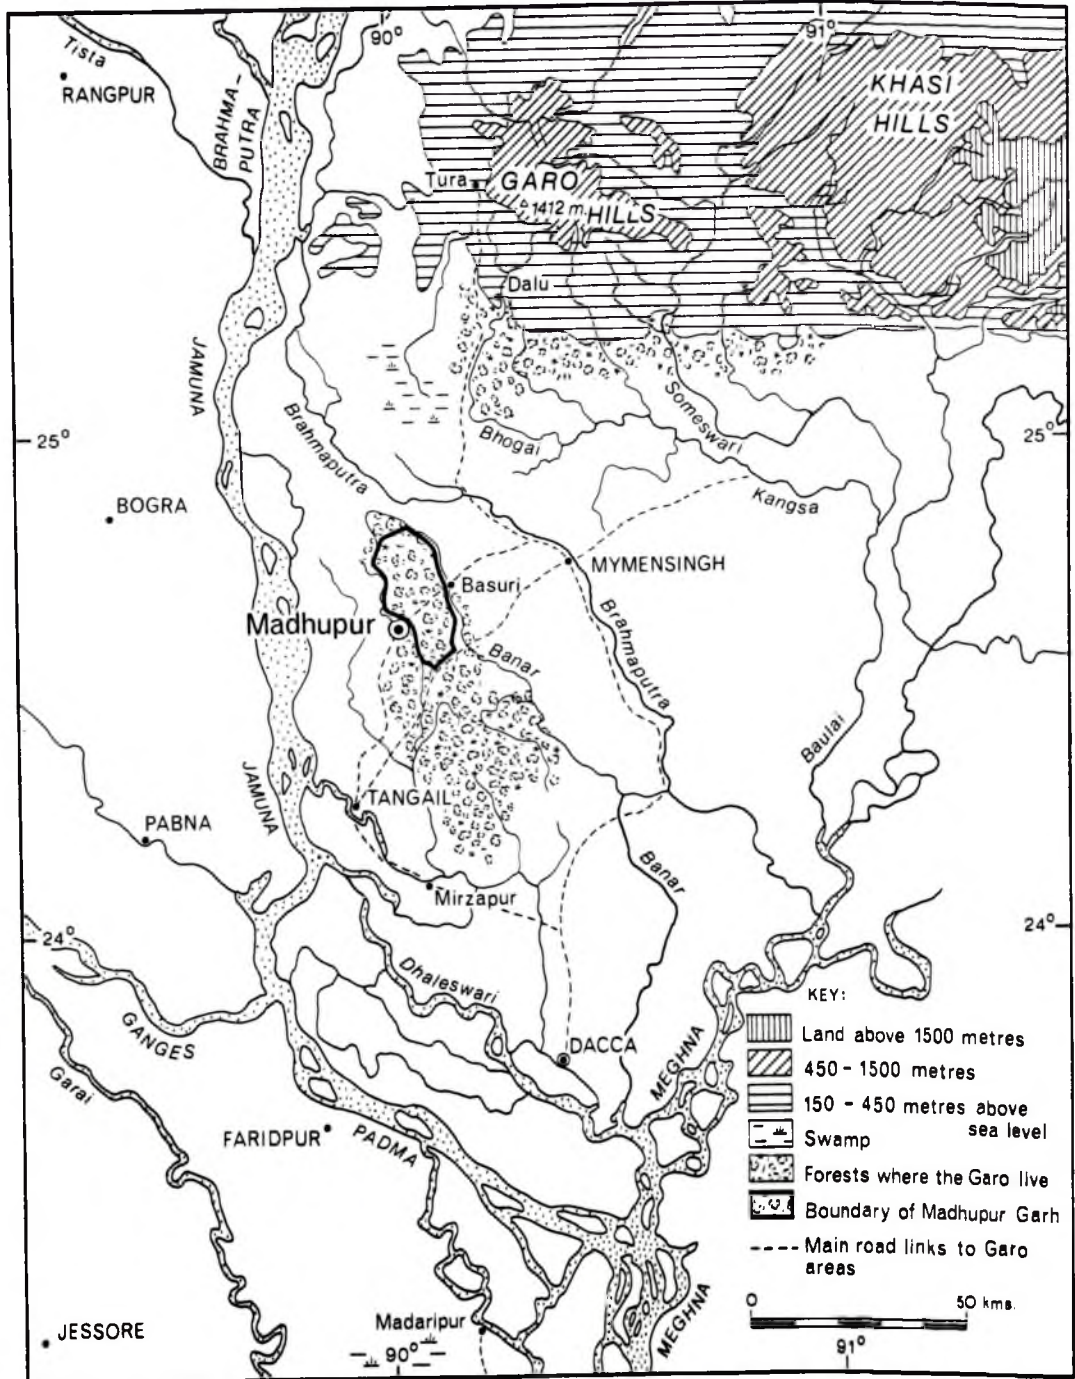 90°
91°
Tista
RANGPUR
BRAHMA-
PUTRA
KHASI
HILLS
Tura
GARO
1412 m.
HILLS
Dalu
JAMUNA
Brahmaputra
Bhogai
Someswari
25°
25°
Kangsa
BOGRA
MYMENSINGH
Basuri
Madhupur
Banar
Brahmaputra
Baulai
JAMUNA
TANGAIL
PABNA
Mirzapur
Banar
24°
24°
Dhaleswari
GANGES
Garai
DACCA
MEGHNA
FARIDPUR
PADMA
KEY:
Land above 1500 metres
450 - 1500 metres
150 - 450 metres above
sea level
Swamp
Forests where the Garo live
Boundary of Madhupur Garh
Main road links to Garo
areas
0
50 kms.
MEGHNA
Madaripur
JESSORE
90°
91°